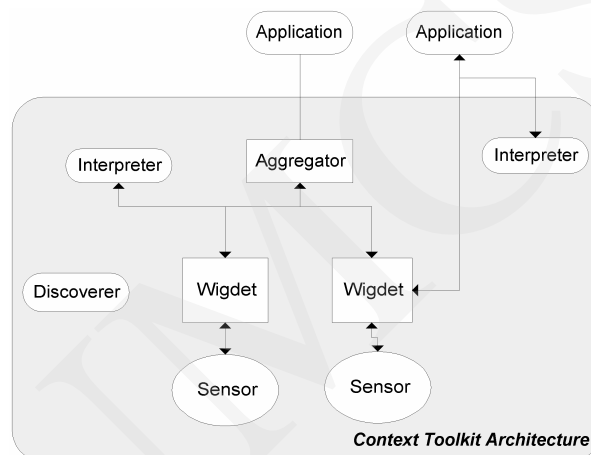 Application
Application
Interpreter
Aggregator
Interpreter
Discoverer
Wigdet
Wigdet
Sensor
Sensor
Context Toolkit Architecture